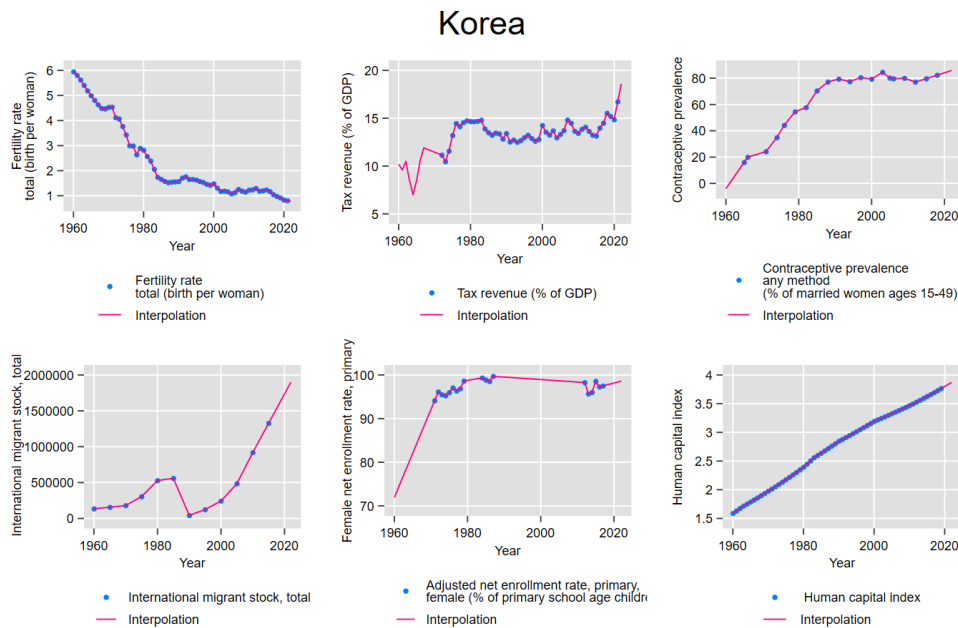 Korea
Fertility rate
total (birth per woman)
6
5
4
3
2
1
1960
1980
2000
2020
Year
Fertility rate
total (birth per woman)
Interpolation
Tax revenue (% of GDP)
20
15
10
5
1960
1980
2000
2020
Year
Tax revenue (% of GDP)
Interpolation
Contraceptive prevalence
80
60
40
20
0
1960
1980
2000
2020
Year
Contraceptive prevalence
any method
(% of married women ages 15-49)
Interpolation
International migrant stock, total
2000000
1500000
1000000
500000
0
1960
1980
2000
2020
Year
International migrant stock, total
Interpolation
Female net enrollment rate, primary
100
90
80
70
1960
1980
2000
2020
Year
Adjusted net enrollment rate, primary,
female (% of primary school age childre
Interpolation
Human capital index
4
3.5
3
2.5
2
1.5
1960
1980
2000
2020
Year
Human capital index
Interpolation